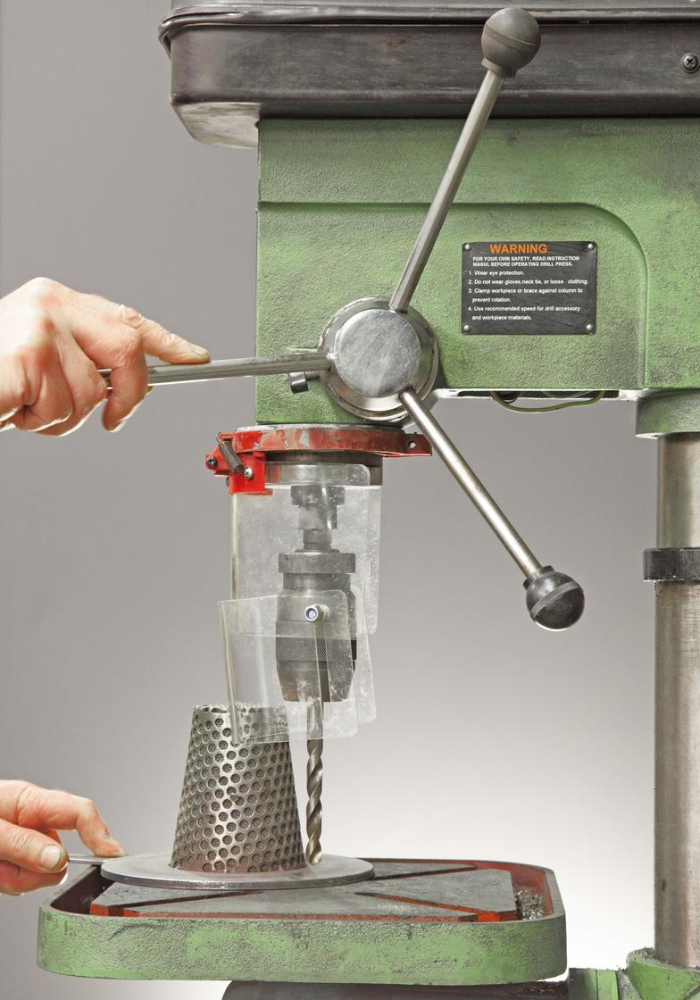 WARNING
FOR YOUR OWN SAFETY, READ INSTRUCTION
MANUL BEFORE OPERATING DRILL PRESS.
1. Wear eye protection.
2. Do not wear gloves,neck tie, or loose clothing.
3. Clamp workpiece or brace against column to
prevent rotation.
4. Use recommended speed for drill accessory
and workpiece materials.